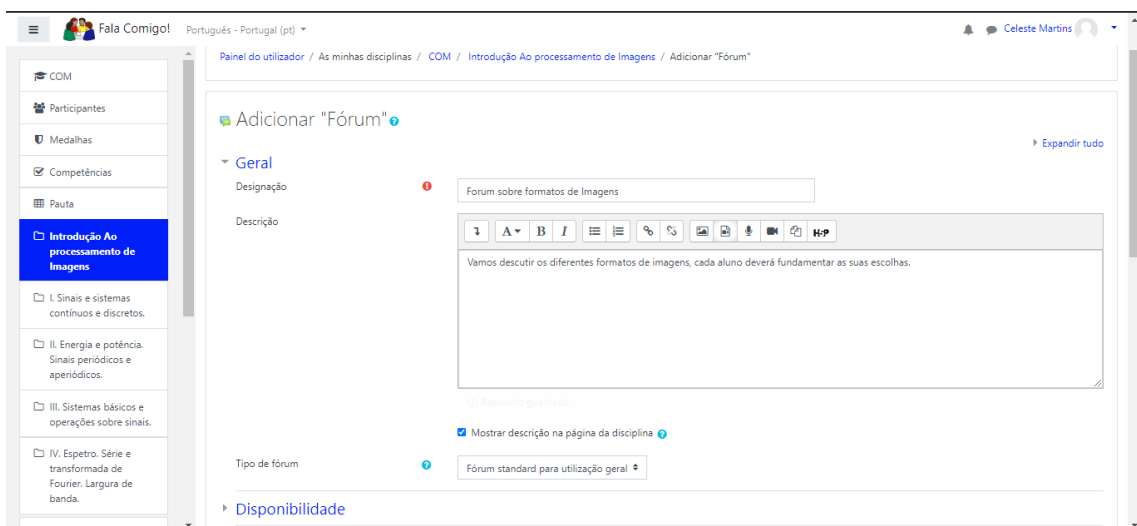 Fala Comigo!
Português - Portugal (pt)
Celeste Martins
Painel do utilizador / As minhas disciplinas / COM / Introdução Ao processamento de Imagens / Adicionar "Fórum"
COM
Participantes
Medalhas
Competências
Pauta
Introdução Ao
processamento de
Imagens
I. Sinais e sistemas
contínuos e discretos.
II. Energia e potência.
Sinais periódicos e
aperiódicos.
III. Sistemas básicos e
operações sobre sinais.
IV. Espetro. Série e
transformada de
Fourier. Largura de
banda.
Adicionar "Fórum"
Expandir tudo
Geral
Designação
Forum sobre formatos de Imagens
Descrição
A B I H-P
Vamos descutir os diferentes formatos de imagens, cada aluno deverá fundamentar as suas escolhas.
Rascunho guardado.
Mostrar descrição na página da disciplina
Tipo de fórum
Fórum standard para utilização geral
Disponibilidade